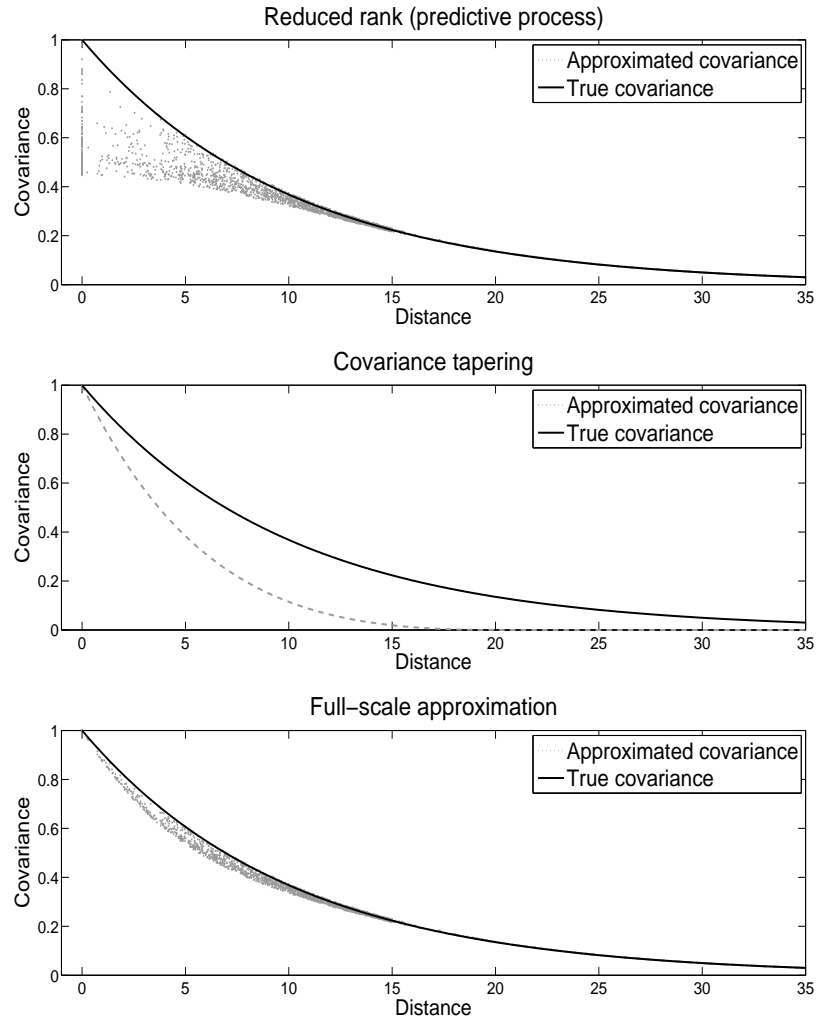 Reduced rank (predictive process)
1
0.8
0.6
0.4
0.2
0
Covariance
Approximated covariance
True covariance
0 5 10 15 20 25 30 35
Distance
Covariance tapering
1
0.8
0.6
0.4
0.2
0
Covariance
Approximated covariance
True covariance
0 5 10 15 20 25 30 35
Distance
Full−scale approximation
1
0.8
0.6
0.4
0.2
0
Covariance
Approximated covariance
True covariance
0 5 10 15 20 25 30 35
Distance